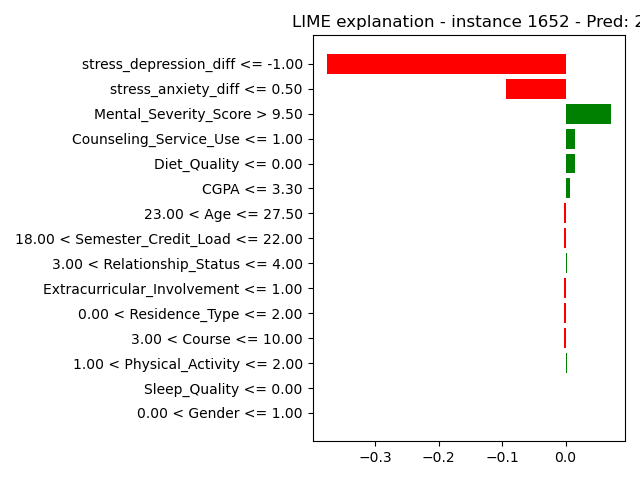 LIME explanation - instance 1652 - Pred: 2
stress_depression_diff <= -1.00
stress_anxiety_diff <= 0.50
Mental_Severity_Score > 9.50
Counseling_Service_Use <= 1.00
Diet_Quality <= 0.00
CGPA <= 3.30
23.00 < Age <= 27.50
18.00 < Semester_Credit_Load <= 22.00
3.00 < Relationship_Status <= 4.00
Extracurricular_Involvement <= 1.00
0.00 < Residence_Type <= 2.00
3.00 < Course <= 10.00
1.00 < Physical_Activity <= 2.00
Sleep_Quality <= 0.00
0.00 < Gender <= 1.00
−0.3 −0.2 −0.1 0.0